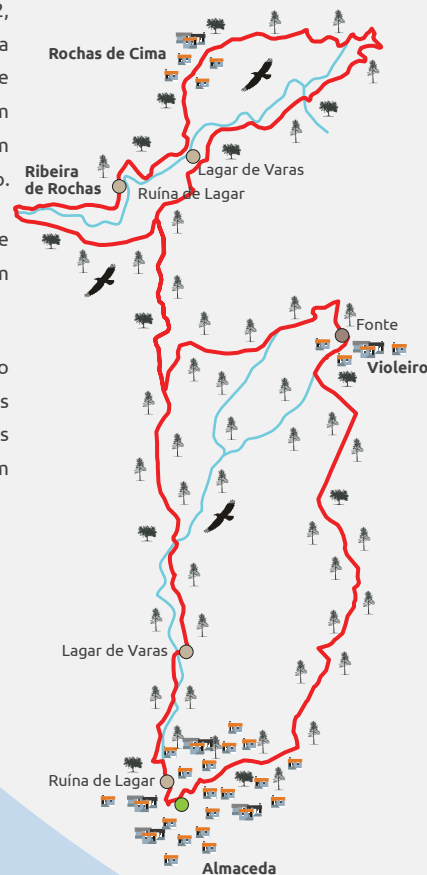 2,
a
e
m
m
o.
e
m
o
s
s
m
Rochas de Cima
Lagar de Varas
Ribeira
de Rochas
Ruína de Lagar
Fonte
Violeiro
Lagar de Varas
Ruína de Lagar
Almaceda